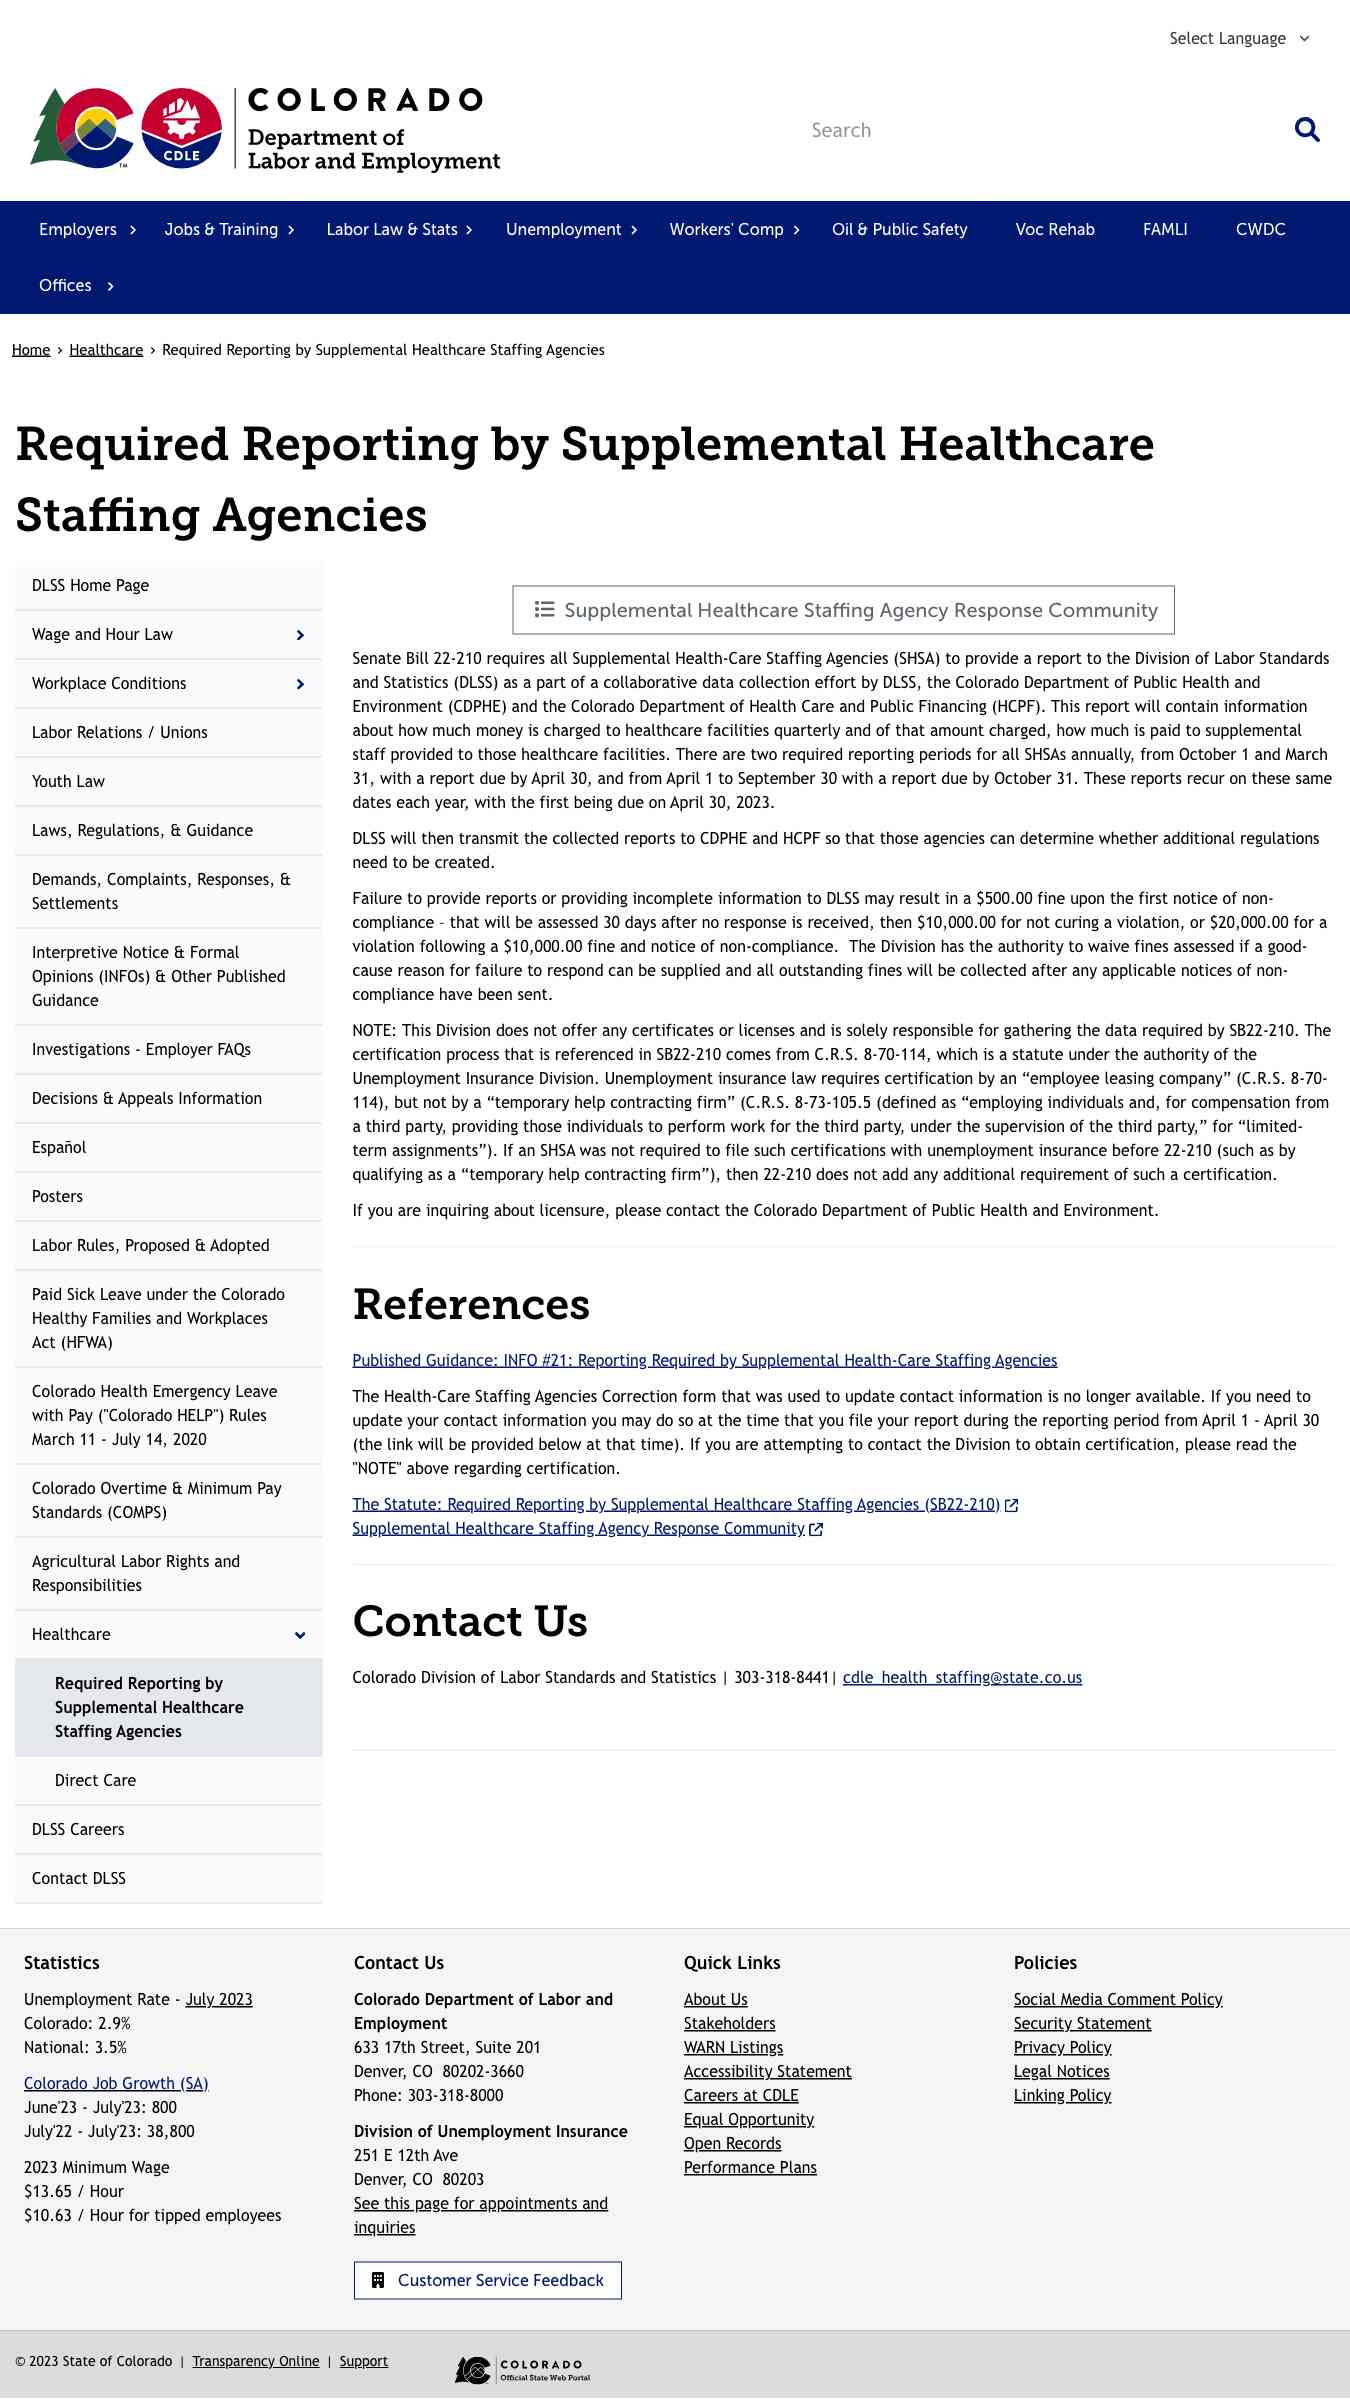 Select Language
COLORADO
Department of
Labor and Employment
CDLE
TM
Search
Employers
Jobs & Training
Labor Law & Stats
Unemployment
Workers' Comp
Oil & Public Safety
Voc Rehab
FAMLI
CWDC
Offices
Home › Healthcare › Required Reporting by Supplemental Healthcare Staffing Agencies
Required Reporting by Supplemental Healthcare
Staffing Agencies
DLSS Home Page
Wage and Hour Law
Workplace Conditions
Labor Relations / Unions
Youth Law
Laws, Regulations, & Guidance
Demands, Complaints, Responses, &
Settlements
Interpretive Notice & Formal
Opinions (INFOs) & Other Published
Guidance
Investigations - Employer FAQs
Decisions & Appeals Information
Español
Posters
Labor Rules, Proposed & Adopted
Paid Sick Leave under the Colorado
Healthy Families and Workplaces
Act (HFWA)
Colorado Health Emergency Leave
with Pay ("Colorado HELP") Rules
March 11 - July 14, 2020
Colorado Overtime & Minimum Pay
Standards (COMPS)
Agricultural Labor Rights and
Responsibilities
Healthcare
Required Reporting by
Supplemental Healthcare
Staffing Agencies
Direct Care
DLSS Careers
Contact DLSS
Supplemental Healthcare Staffing Agency Response Community
Senate Bill 22-210 requires all Supplemental Health-Care Staffing Agencies (SHSA) to provide a report to the Division of Labor Standards
and Statistics (DLSS) as a part of a collaborative data collection effort by DLSS, the Colorado Department of Public Health and
Environment (CDPHE) and the Colorado Department of Health Care and Public Financing (HCPF). This report will contain information
about how much money is charged to healthcare facilities quarterly and of that amount charged, how much is paid to supplemental
staff provided to those healthcare facilities. There are two required reporting periods for all SHSAs annually, from October 1 and March
31, with a report due by April 30, and from April 1 to September 30 with a report due by October 31. These reports recur on these same
dates each year, with the first being due on April 30, 2023.
DLSS will then transmit the collected reports to CDPHE and HCPF so that those agencies can determine whether additional regulations
need to be created.
Failure to provide reports or providing incomplete information to DLSS may result in a $500.00 fine upon the first notice of non-
compliance - that will be assessed 30 days after no response is received, then $10,000.00 for not curing a violation, or $20,000.00 for a
violation following a $10,000.00 fine and notice of non-compliance.  The Division has the authority to waive fines assessed if a good-
cause reason for failure to respond can be supplied and all outstanding fines will be collected after any applicable notices of non-
compliance have been sent.
NOTE: This Division does not offer any certificates or licenses and is solely responsible for gathering the data required by SB22-210. The
certification process that is referenced in SB22-210 comes from C.R.S. 8-70-114, which is a statute under the authority of the
Unemployment Insurance Division. Unemployment insurance law requires certification by an “employee leasing company” (C.R.S. 8-70-
114), but not by a “temporary help contracting firm” (C.R.S. 8-73-105.5 (defined as “employing individuals and, for compensation from
a third party, providing those individuals to perform work for the third party, under the supervision of the third party,” for “limited-
term assignments”). If an SHSA was not required to file such certifications with unemployment insurance before 22-210 (such as by
qualifying as a “temporary help contracting firm”), then 22-210 does not add any additional requirement of such a certification.
If you are inquiring about licensure, please contact the Colorado Department of Public Health and Environment.
References
Published Guidance: INFO #21: Reporting Required by Supplemental Health-Care Staffing Agencies
The Health-Care Staffing Agencies Correction form that was used to update contact information is no longer available. If you need to
update your contact information you may do so at the time that you file your report during the reporting period from April 1 - April 30
(the link will be provided below at that time). If you are attempting to contact the Division to obtain certification, please read the
"NOTE" above regarding certification.
The Statute: Required Reporting by Supplemental Healthcare Staffing Agencies (SB22-210)
Supplemental Healthcare Staffing Agency Response Community
Contact Us
Colorado Division of Labor Standards and Statistics | 303-318-8441| cdle_health_staffing@state.co.us
Statistics
Unemployment Rate - July 2023
Colorado: 2.9%
National: 3.5%
Colorado Job Growth (SA)
June'23 - July'23: 800
July'22 - July'23: 38,800
2023 Minimum Wage
$13.65 / Hour
$10.63 / Hour for tipped employees
Contact Us
Colorado Department of Labor and
Employment
633 17th Street, Suite 201
Denver, CO  80202-3660
Phone: 303-318-8000
Division of Unemployment Insurance
251 E 12th Ave
Denver, CO  80203
See this page for appointments and
inquiries
Customer Service Feedback
Quick Links
About Us
Stakeholders
WARN Listings
Accessibility Statement
Careers at CDLE
Equal Opportunity
Open Records
Performance Plans
Policies
Social Media Comment Policy
Security Statement
Privacy Policy
Legal Notices
Linking Policy
© 2023 State of Colorado | Transparency Online | Support
COLORADO
Official State Web Portal